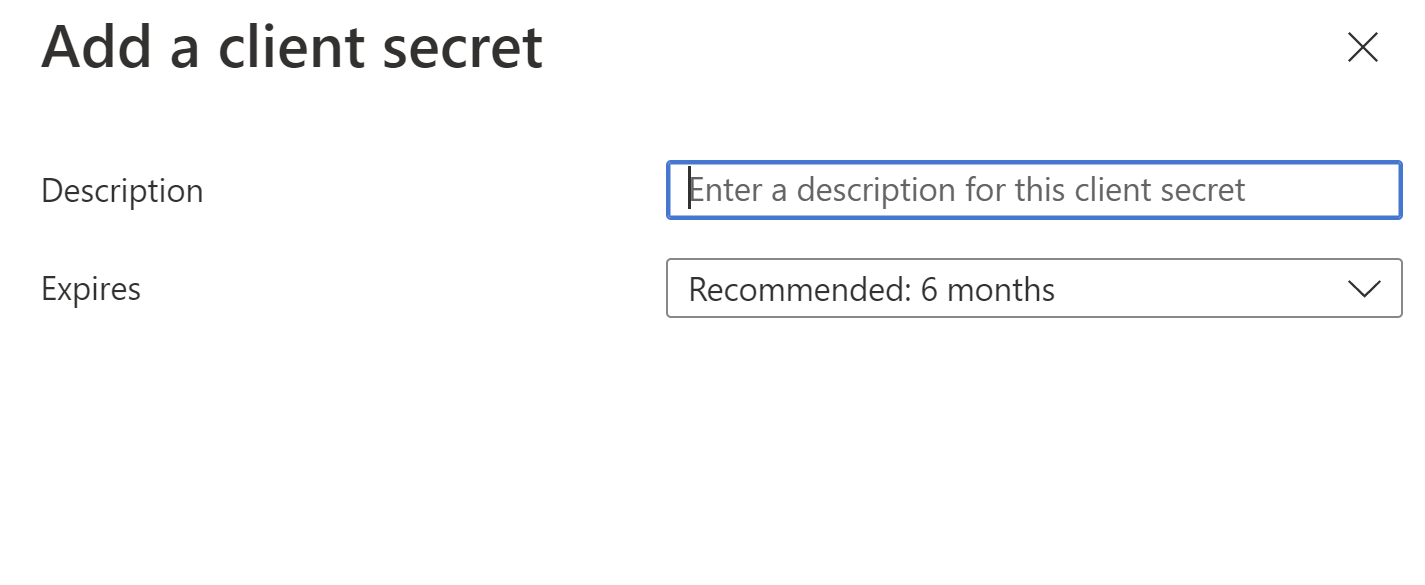 Add a client secret
Description
Enter a description for this client secret
Expires
Recommended: 6 months